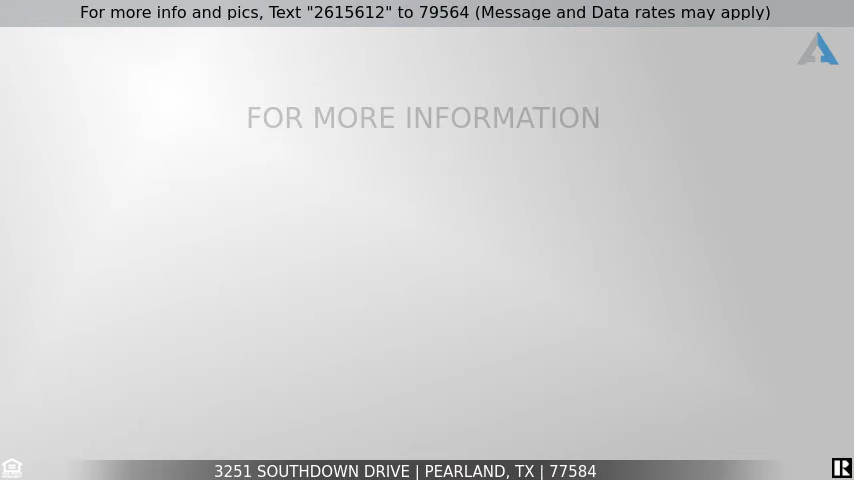 For more info and pics, Text "2615612" to 79564 (Message and Data rates may apply)
FOR MORE INFORMATION
3251 SOUTHDOWN DRIVE | PEARLAND, TX | 77584